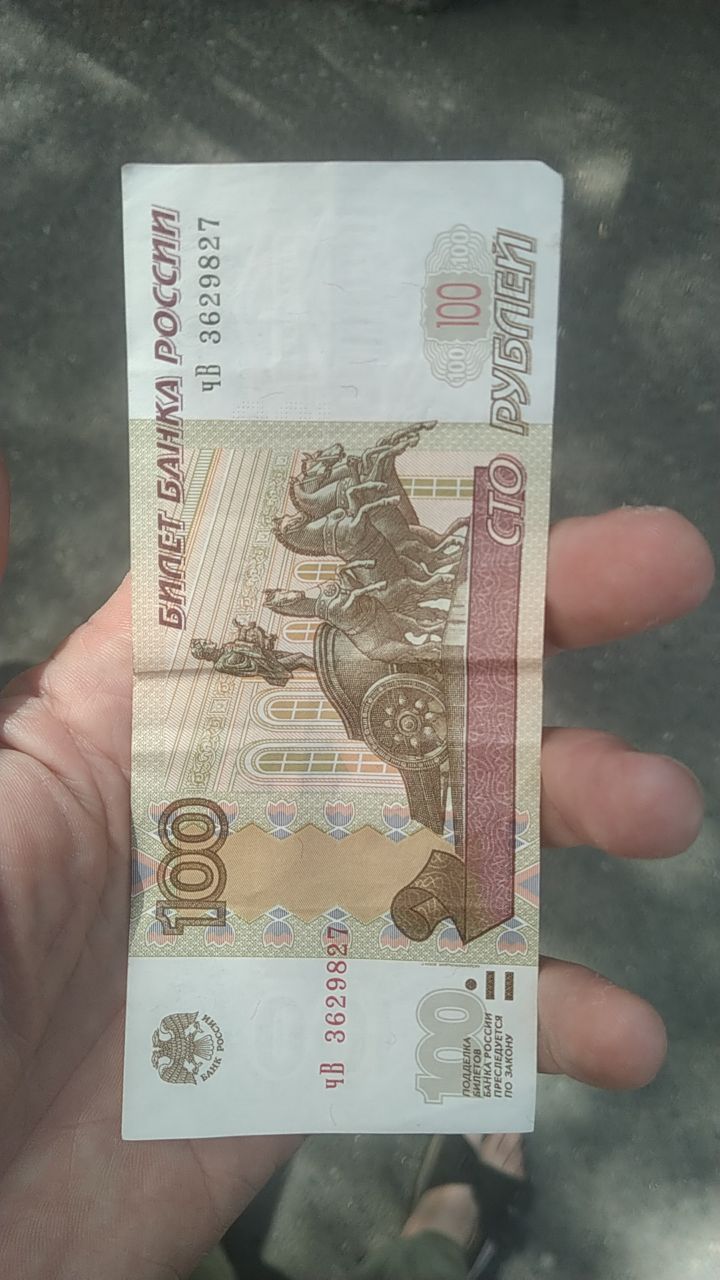 БАНК РОССИИ
100
БИЛЕТ БАНКА РОССИИ
чВ 3629827
чВ 3629827
100
ПОДДЕЛКА
БИЛЕТОВ
БАНКА РОССИИ
ПРЕСЛЕДУЕТСЯ
ПО ЗАКОНУ
100 100 100
СТО РУБЛЕЙ